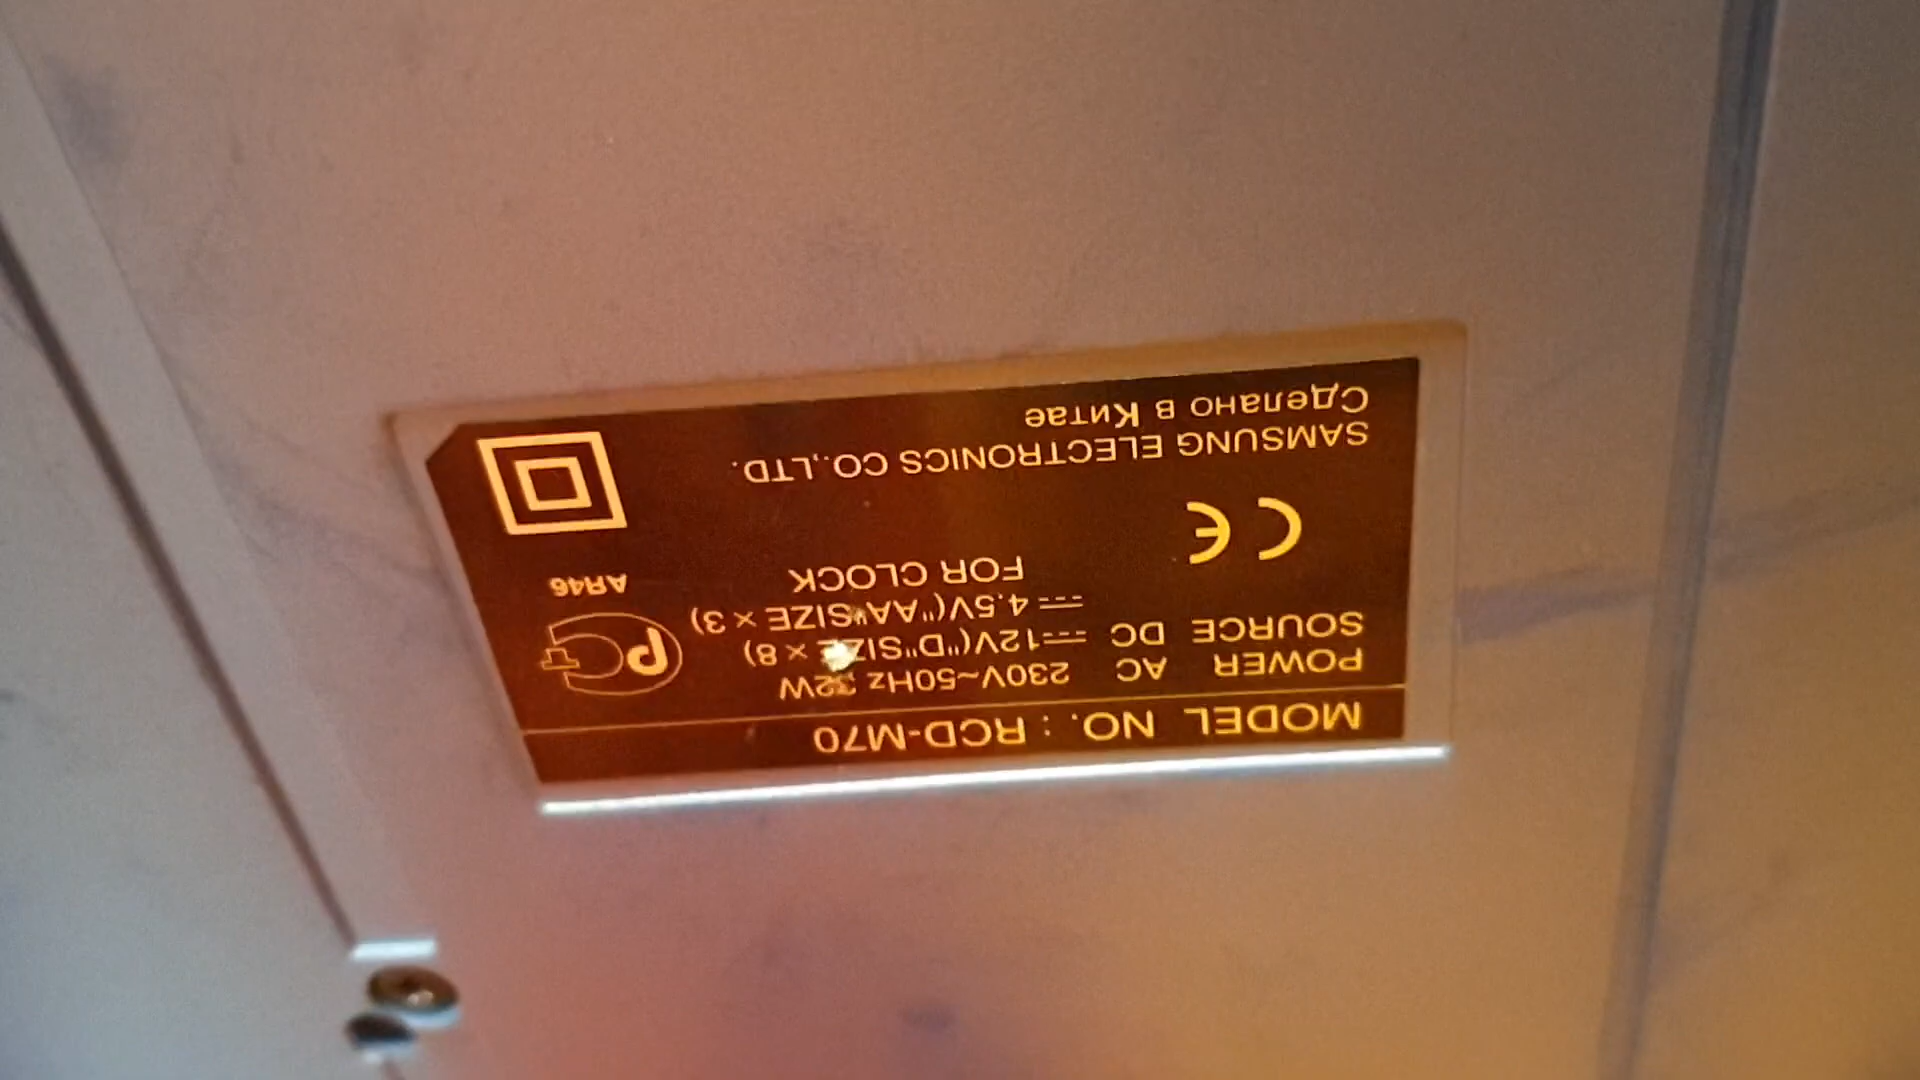 MODEL NO. : RCD-M70
POWER AC 230V~50Hz 32W
SOURCE DC ⎓12V("D"SIZE × 8)
⎓4.5V("AA"SIZE × 3)
FOR CLOCK
AR46
CE
SAMSUNG ELECTRONICS CO.,LTD.
Сделано в Китае